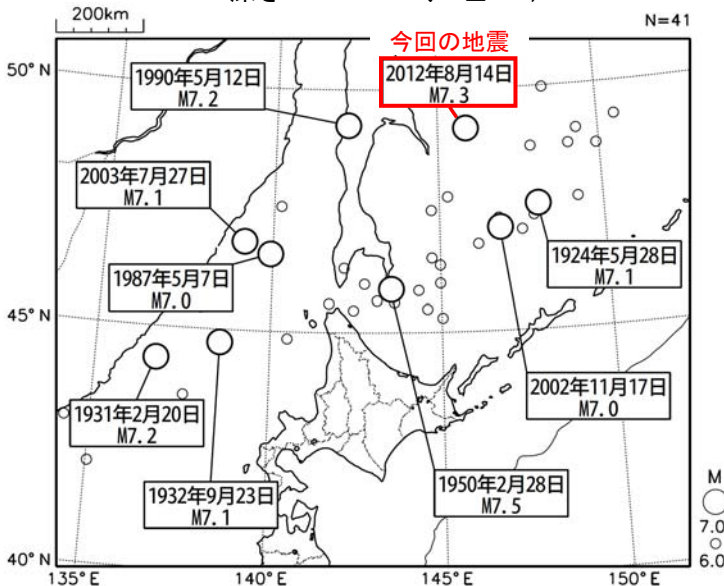 200km
N=41
今回の地震
50°N
1990年5月12日
M7.2
2012年8月14日
M7.3
2003年7月27日
M7.1
1924年5月28日
M7.1
1987年5月7日
M7.0
45°N
2002年11月17日
M7.0
1931年2月20日
M7.2
1932年9月23日
M7.1
1950年2月28日
M7.5
M
7.0
6.0
40°N
135°E
140°E
145°E
150°E